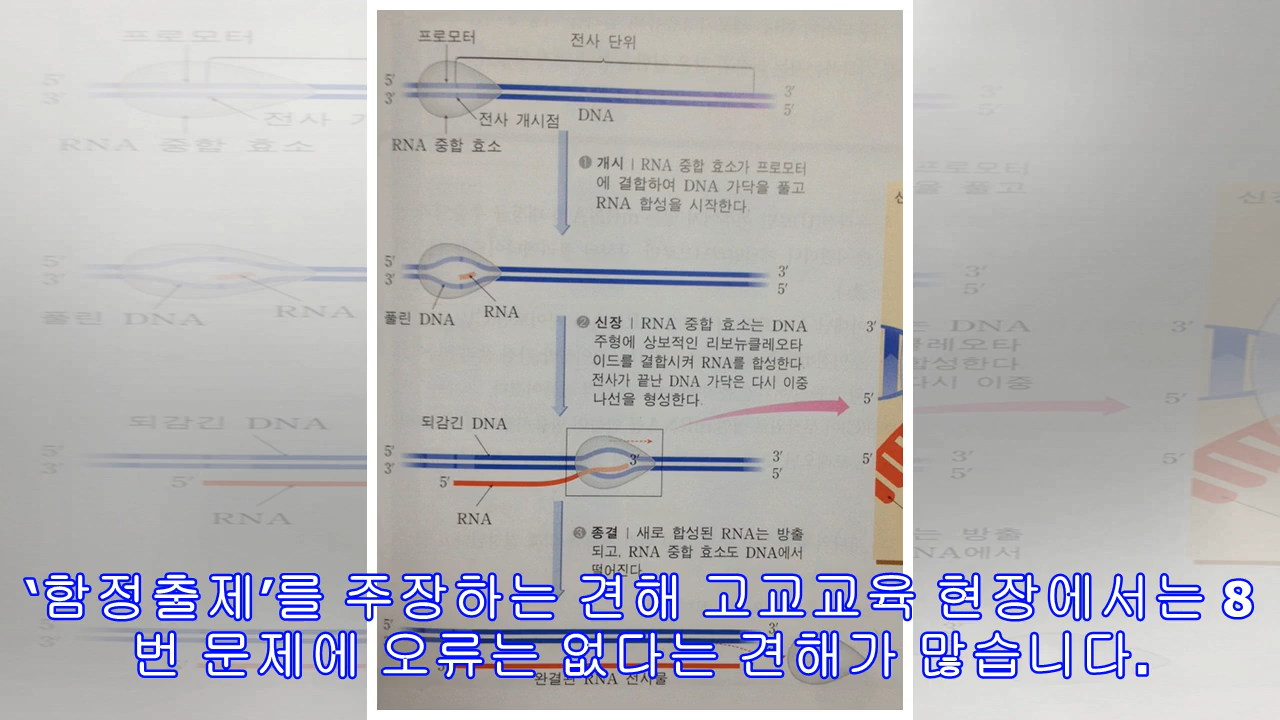 프로모터
전사 단위
5′
3′
3′
5′
전사 개시점
DNA
RNA 중합 효소
❶ 개시 | RNA 중합 효소가 프로모터
에 결합하여 DNA 가닥을 풀고
RNA 합성을 시작한다.
5′
3′
3′
5′
풀린 DNA
RNA
❷ 신장 | RNA 중합 효소는 DNA
주형에 상보적인 리보뉴클레오타
이드를 결합시켜 RNA를 합성한다.
전사가 끝난 DNA 가닥은 다시 이중
나선을 형성한다.
3′
5′
되감긴 DNA
5′
3′
3′
3′
5′
5′
5′
RNA
❸ 종결 | 새로 합성된 RNA는 방출
되고, RNA 중합 효소도 DNA에서
떨어진다.
‘함정출제’를 주장하는 견해 고교교육 현장에서는 8
번 문제에 오류는 없다는 견해가 많습니다.
5′
3′
완결된 RNA 전사물